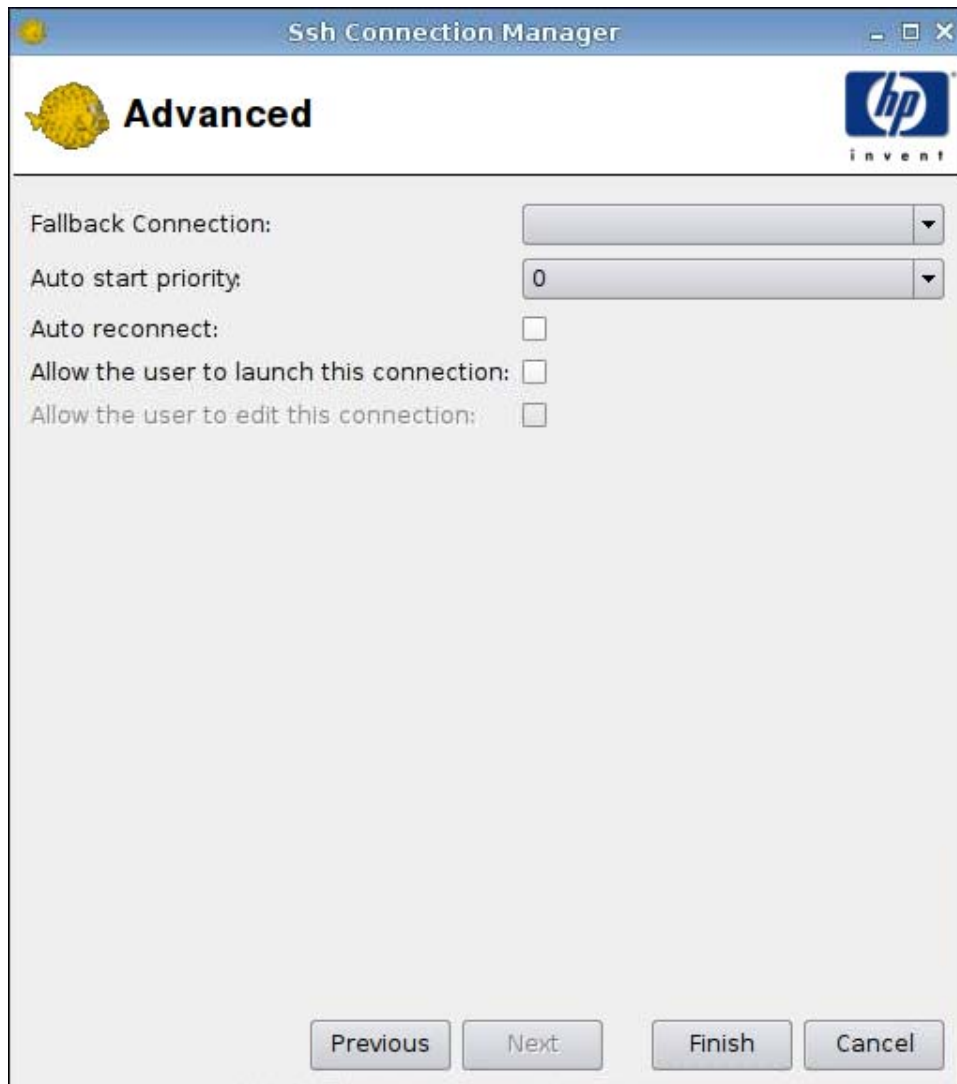 Ssh Connection Manager
Advanced
hp
invent
Fallback Connection:
Auto start priority: 0
Auto reconnect:
Allow the user to launch this connection:
Allow the user to edit this connection:
Previous Next Finish Cancel